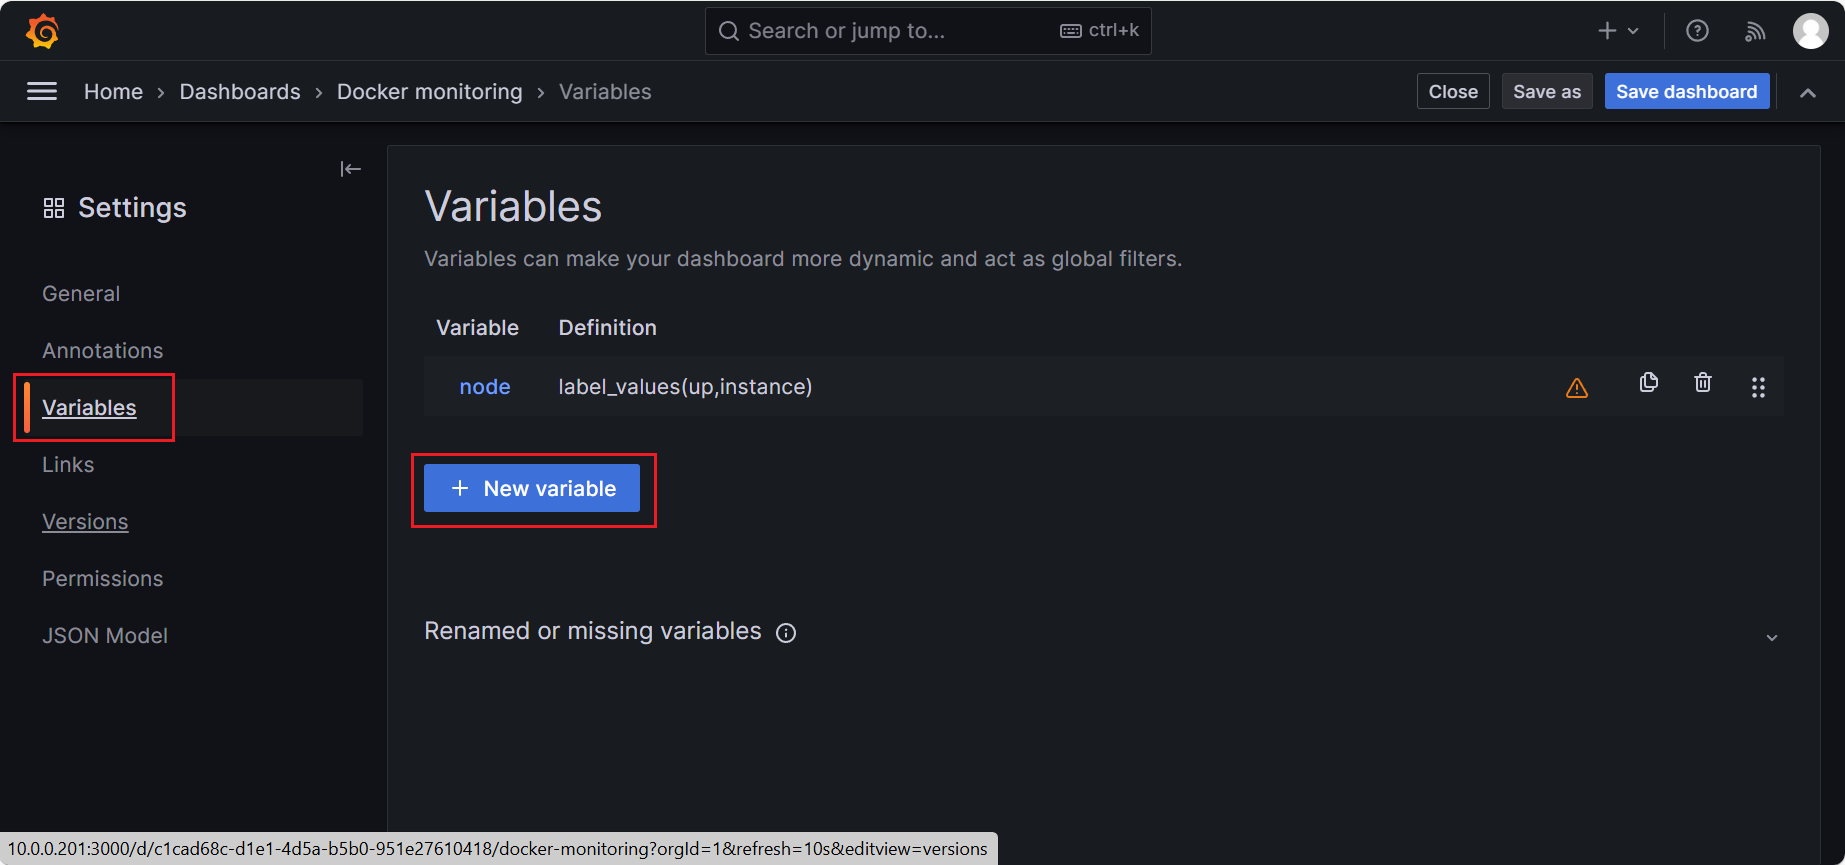 Search or jump to... ctrl+k
Home › Dashboards › Docker monitoring › Variables
Close Save as Save dashboard
Settings
General
Annotations
Variables
Links
Versions
Permissions
JSON Model
Variables
Variables can make your dashboard more dynamic and act as global filters.
Variable Definition
node label_values(up,instance)
+ New variable
Renamed or missing variables
10.0.0.201:3000/d/c1cad68c-d1e1-4d5a-b5b0-951e27610418/docker-monitoring?orgId=1&refresh=10s&editview=versions